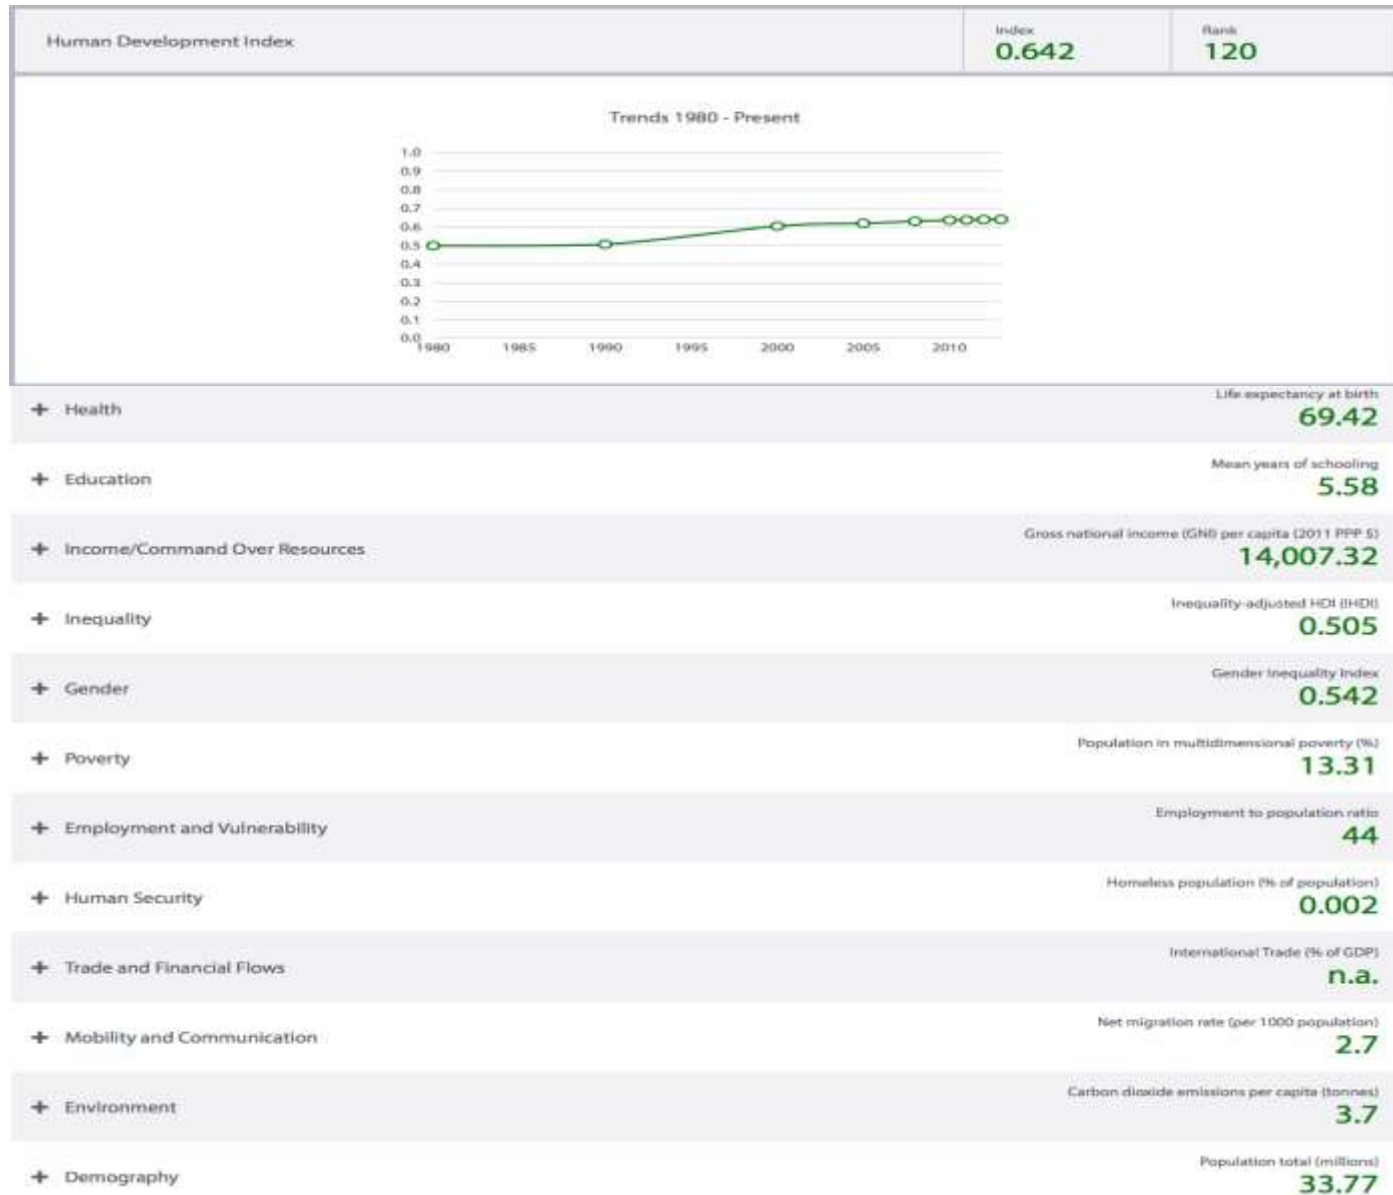 Human Development Index
Index
0.642
Rank
120
Trends 1980 - Present
1.0
0.9
0.8
0.7
0.6
0.5
0.4
0.3
0.2
0.1
0.0
1980 1985 1990 1995 2000 2005 2010
+ Health
Life expectancy at birth
69.42
+ Education
Mean years of schooling
5.58
+ Income/Command Over Resources
Gross national income (GNI) per capita (2011 PPP $)
14,007.32
+ Inequality
Inequality-adjusted HDI (IHDI)
0.505
+ Gender
Gender Inequality Index
0.542
+ Poverty
Population in multidimensional poverty (%)
13.31
+ Employment and Vulnerability
Employment to population ratio
44
+ Human Security
Homeless population (% of population)
0.002
+ Trade and Financial Flows
International Trade (% of GDP)
n.a.
+ Mobility and Communication
Net migration rate (per 1000 population)
2.7
+ Environment
Carbon dioxide emissions per capita (tonnes)
3.7
+ Demography
Population total (millions)
33.77